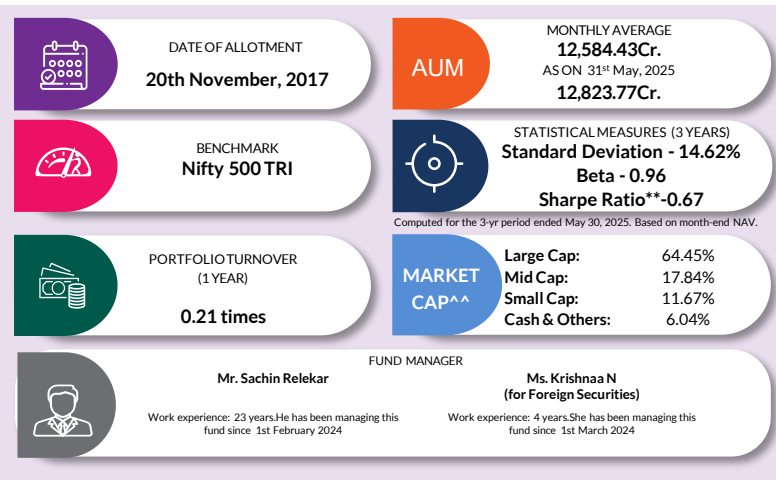 DATE OF ALLOTMENT
20th November, 2017
AUM
MONTHLY AVERAGE
12,584.43Cr.
AS ON 31st May, 2025
12,823.77Cr.
BENCHMARK
Nifty 500 TRI
STATISTICAL MEASURES (3 YEARS)
Standard Deviation - 14.62%
Beta - 0.96
Sharpe Ratio**-0.67
Computed for the 3-yr period ended May 30, 2025. Based on month-end NAV.
PORTFOLIO TURNOVER
(1 YEAR)
0.21 times
MARKET
CAP^^
Large Cap: 64.45%
Mid Cap: 17.84%
Small Cap: 11.67%
Cash & Others: 6.04%
FUND MANAGER
Mr. Sachin Relekar
Work experience: 23 years.He has been managing this
fund since 1st February 2024
Ms. Krishnaa N
(for Foreign Securities)
Work experience: 4 years.She has been managing this
fund since 1st March 2024